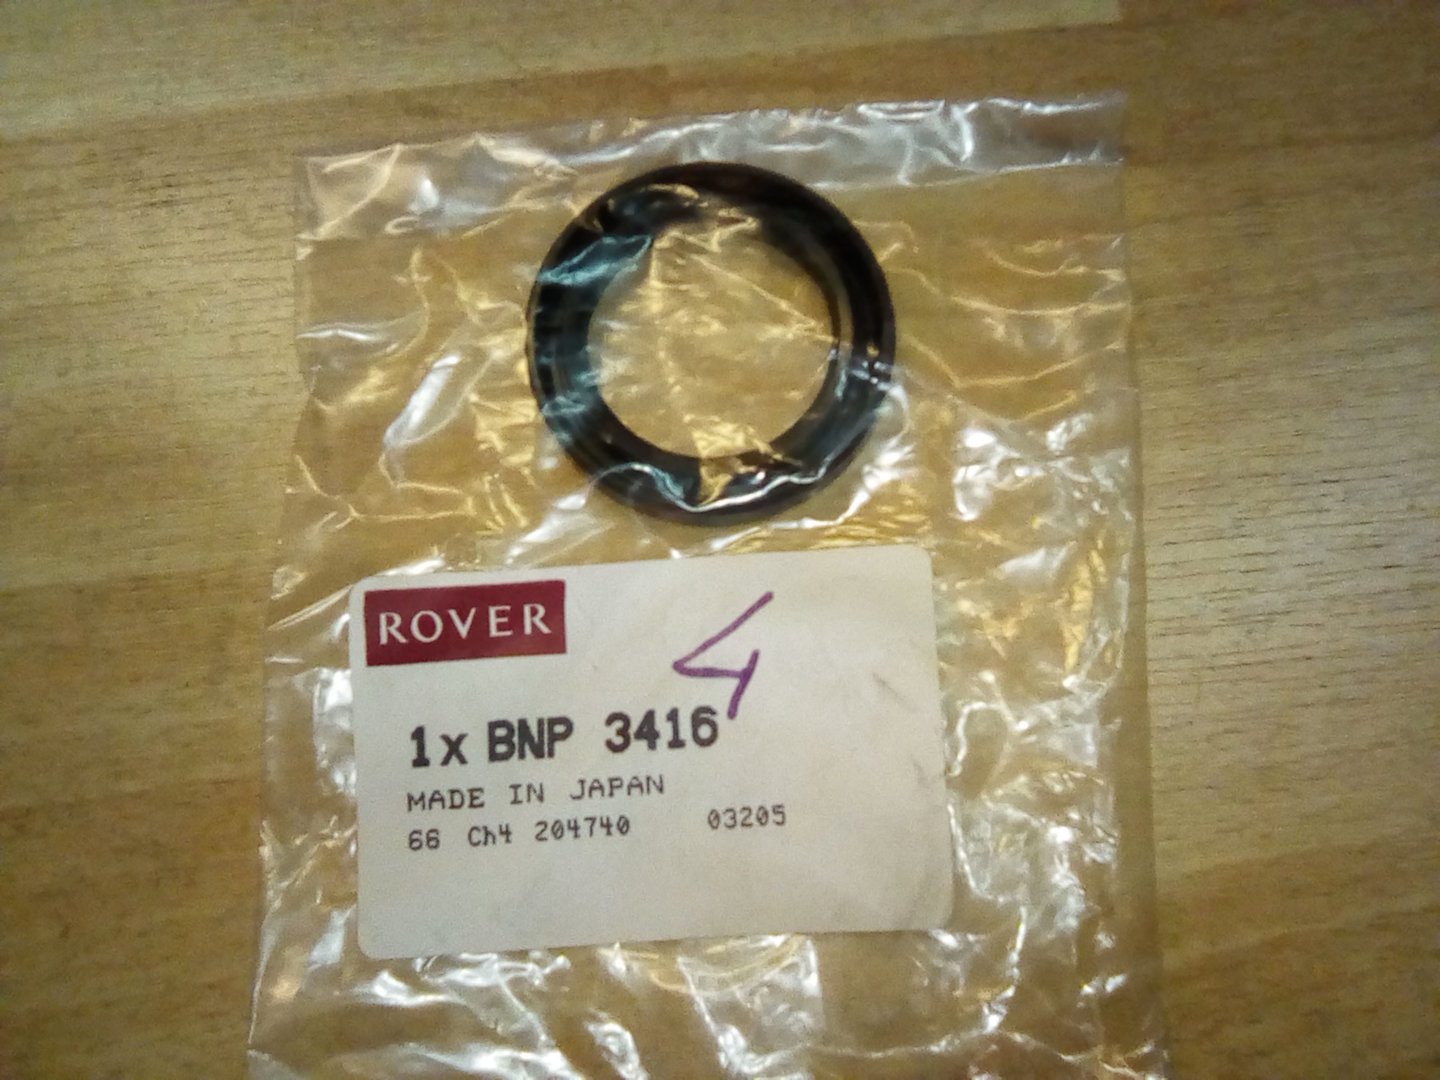 ROVER
4
1x BNP 3416
MADE IN JAPAN
66 Ch4 204740 03205